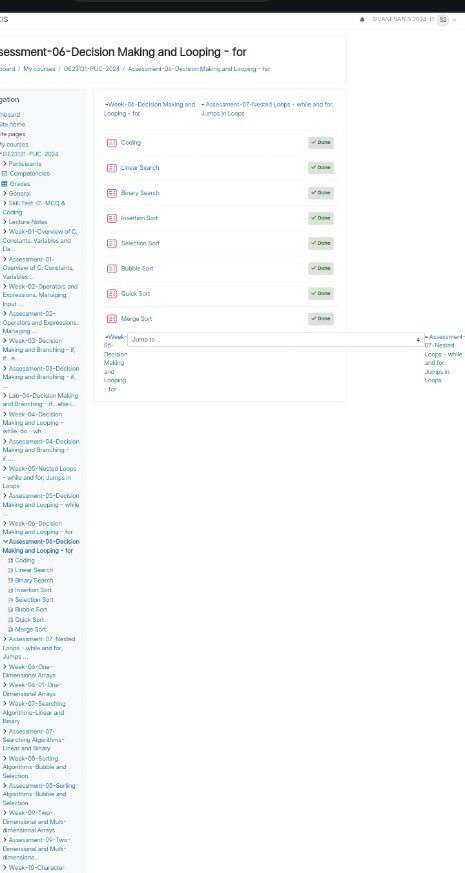 CIS
SIVANESAN S 2024-IT S2
ssessment-06-Decision Making and Looping - for
board / My courses / GE23131-PUC-2024 / Assessment-06-Decision Making and Looping - for
gation
hboard
Site home
Site pages
My courses
GE23131-PUC-2024
Participants
Competencies
Grades
General
Skill Test-01-MCQ &
Coding
Lecture Notes
Week-01-Overview of C,
Constants, Variables and
Da...
Assessment-01-
Overview of C, Constants,
Variables ...
Week-02-Operators and
Expressions, Managing
Input ...
Assessment-02-
Operators and Expressions,
Managing ...
Week-03-Decision
Making and Branching - if,
if...e...
Assessment-03-Decision
Making and Branching - if,
...
Lab-04-Decision Making
and Branching - if...else i...
Week-04-Decision
Making and Looping -
while, do - wh...
Assessment-04-Decision
Making and Branching -
if....
Week-05-Nested Loops
- while and for, Jumps in
Loops
Assessment-05-Decision
Making and Looping - while
...
Week-06-Decision
Making and Looping - for
Assessment-06-Decision
Making and Looping - for
Coding
Linear Search
Binary Search
Insertion Sort
Selection Sort
Bubble Sort
Quick Sort
Merge Sort
Assessment-07-Nested
Loops - while and for,
Jumps ...
Week-06-One-
Dimensional Arrays
Week-06-01-One-
Dimensional Arrays
Week-07-Searching
Algorithms-Linear and
Binary
Assessment-07-
Searching Algorithms-
Linear and Binary
Week-08-Sorting
Algorithms-Bubble and
Selection
Assessment-08-Sorting
Algorithms-Bubble and
Selection
Week-09-Two-
Dimensional and Multi-
dimensional Arrays
Assessment-09-Two-
Dimensional and Multi-
dimensiona...
Week-10-Character
◄Week-06-Decision Making and
Looping - for
►Assessment-07-Nested Loops - while and for,
Jumps in Loops
Coding
✓ Done
Linear Search
✓ Done
Binary Search
✓ Done
Insertion Sort
✓ Done
Selection Sort
✓ Done
Bubble Sort
✓ Done
Quick Sort
✓ Done
Merge Sort
✓ Done
◄Week-
06-
Decision
Making
and
Looping
- for
Jump to...
►Assessment-
07-Nested
Loops - while
and for,
Jumps in
Loops